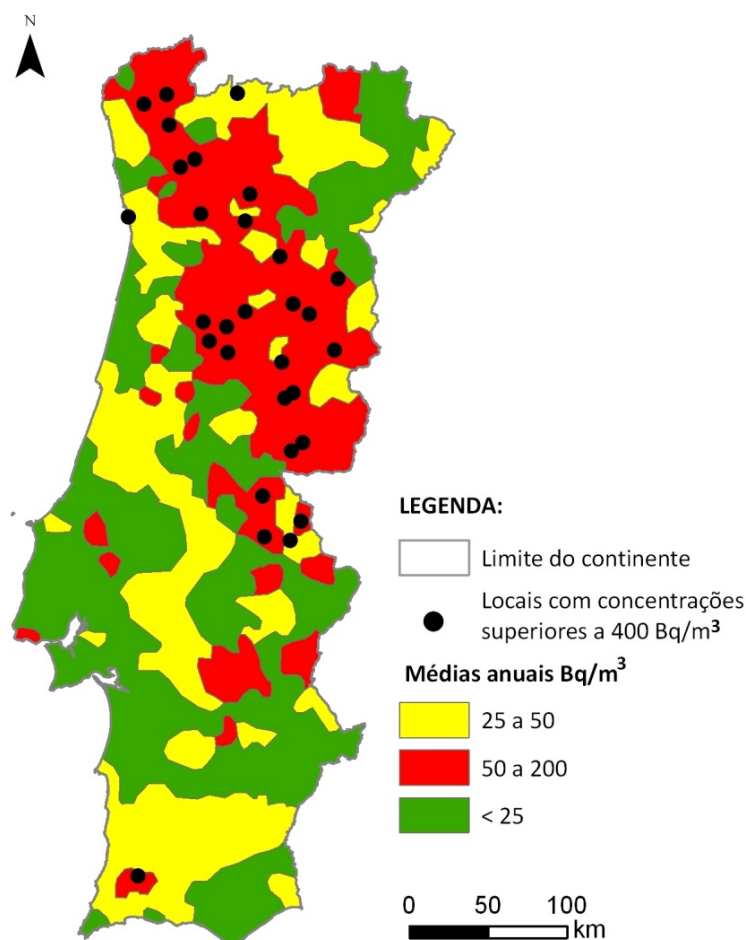 N
LEGENDA:
Limite do continente
Locais com concentrações
superiores a 400 Bq/m³
Médias anuais Bq/m³
25 a 50
50 a 200
< 25
0 50 100
km